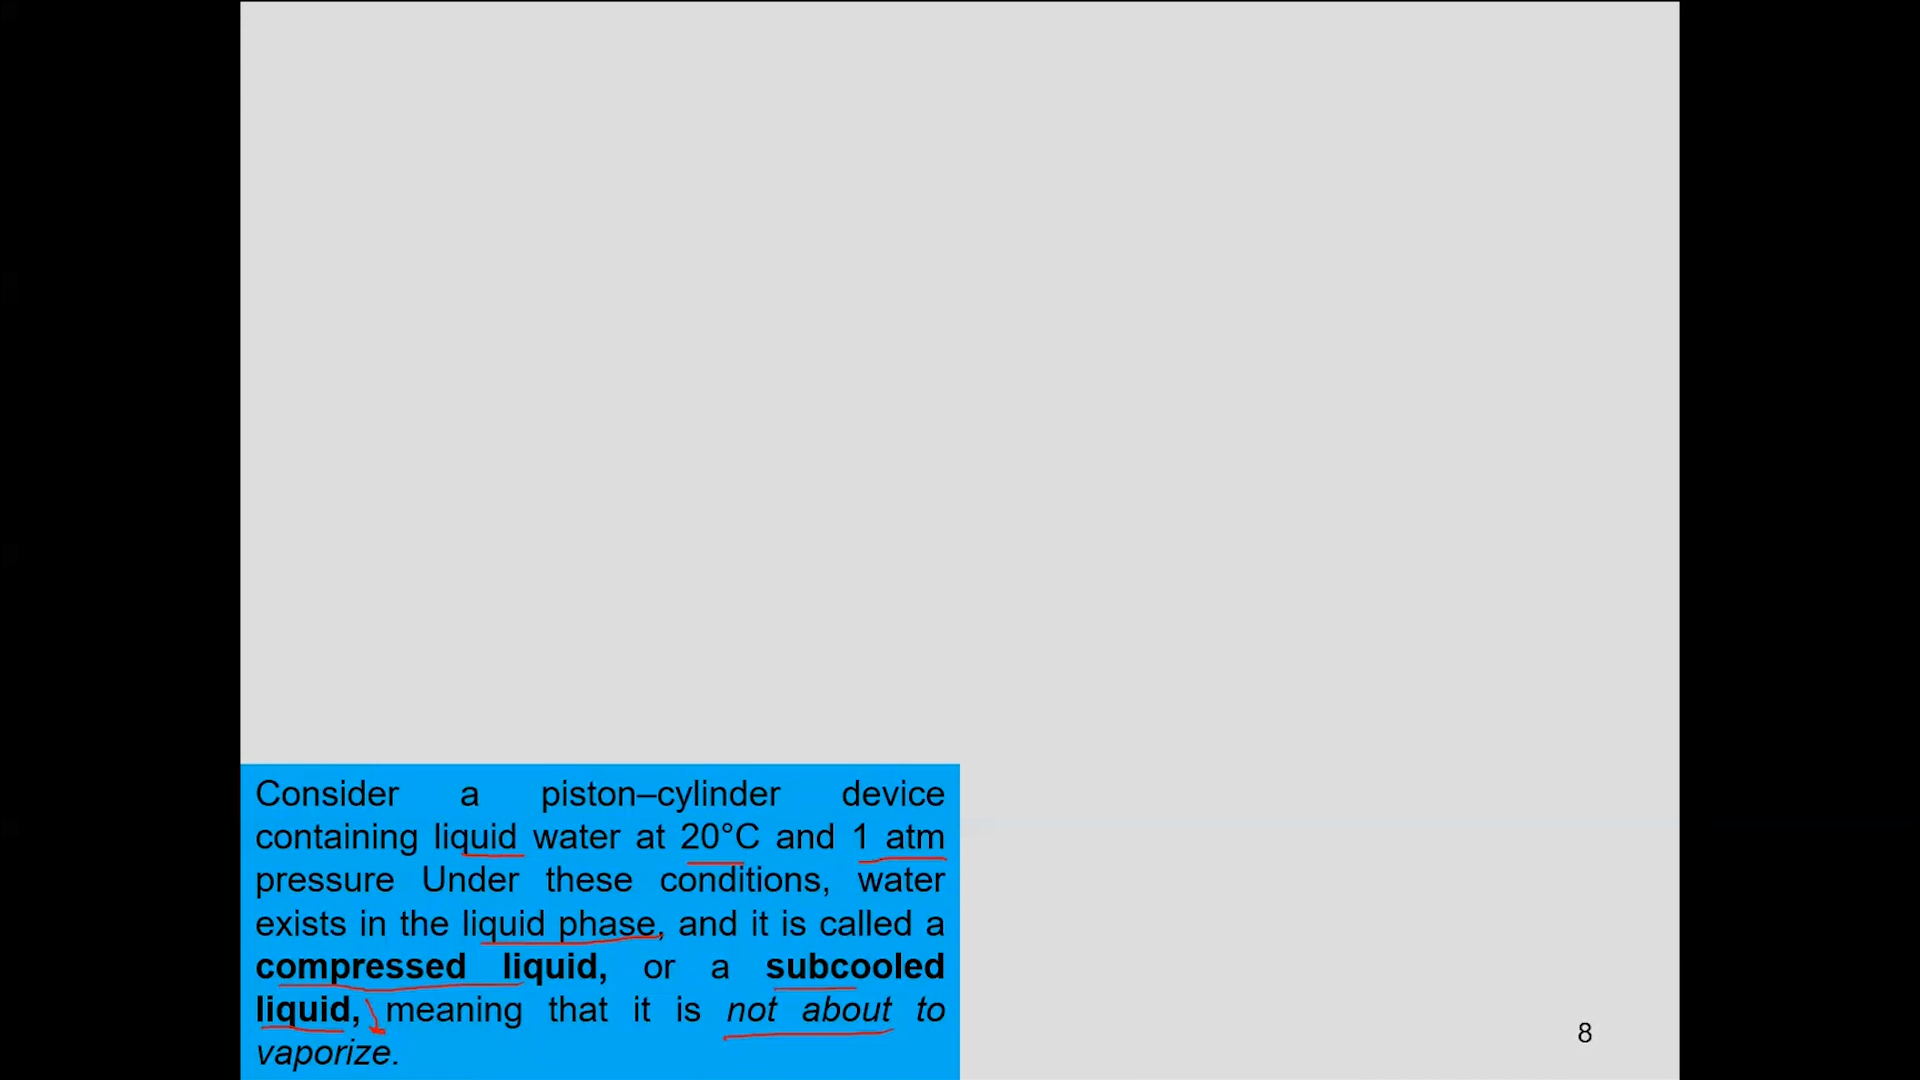 Consider a piston–cylinder device
containing liquid water at 20°C and 1 atm
pressure Under these conditions, water
exists in the liquid phase, and it is called a
compressed liquid, or a subcooled
liquid, meaning that it is not about to
vaporize.
8